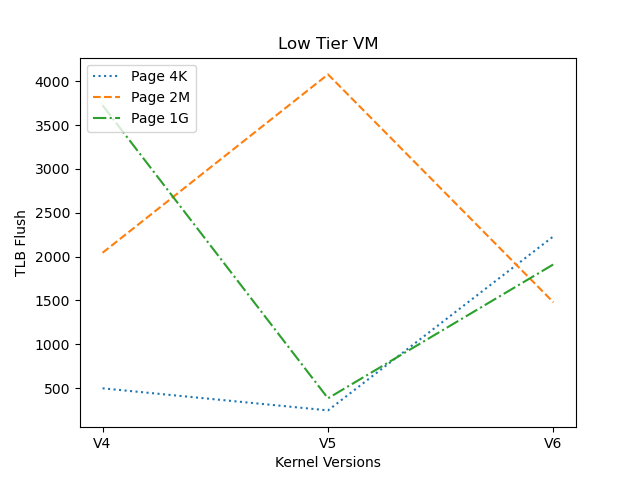 Low Tier VM
Page 4K
Page 2M
Page 1G
4000
3500
3000
2500
2000
1500
1000
500
TLB Flush
V4 V5 V6
Kernel Versions